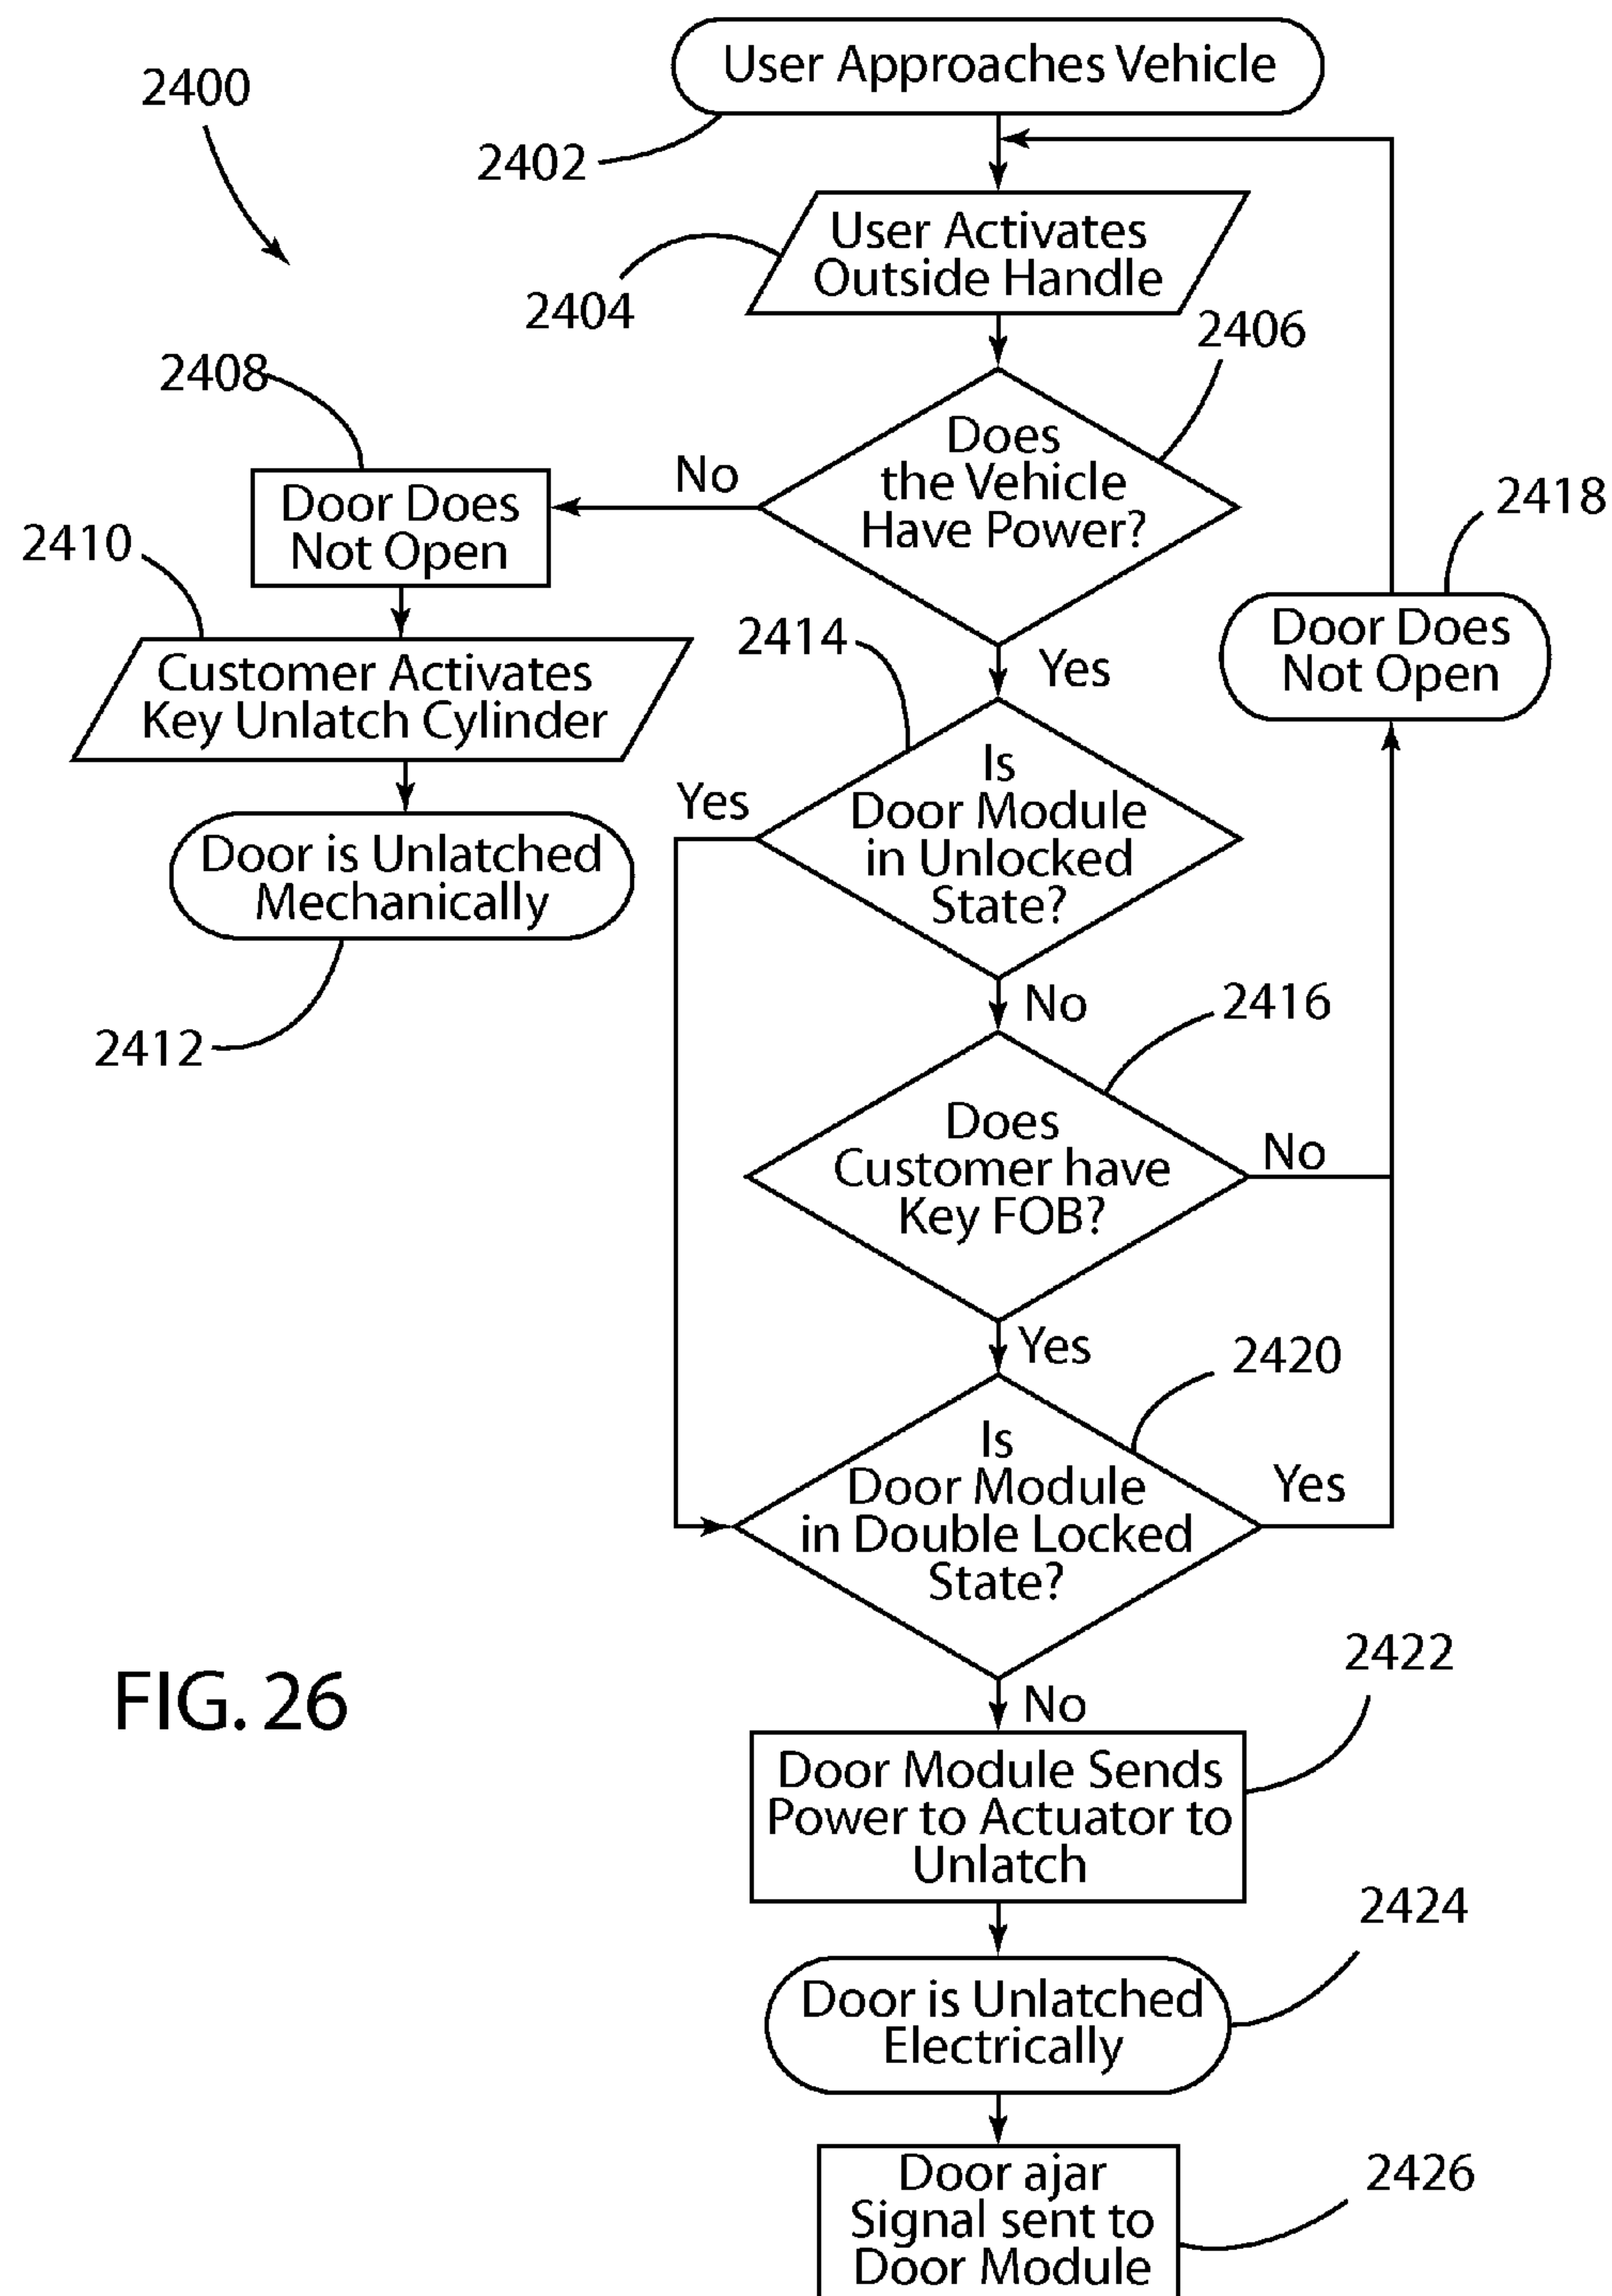 User Approaches Vehicle
2400
2402
User Activates
Outside Handle
2404
2406
2408
Does
the Vehicle
Have Power?
No
Door Does
Not Open
2410
2418
Customer Activates
Key Unlatch Cylinder
2414
Yes
Door Does
Not Open
Is
Door Module
in Unlocked
State?
Yes
Door is Unlatched
Mechanically
2412
No
2416
Does
Customer have
Key FOB?
No
Yes
2420
Is
Door Module
in Double Locked
State?
Yes
No
2422
FIG. 26
Door Module Sends
Power to Actuator to
Unlatch
2424
Door is Unlatched
Electrically
2426
Door ajar
Signal sent to
Door Module